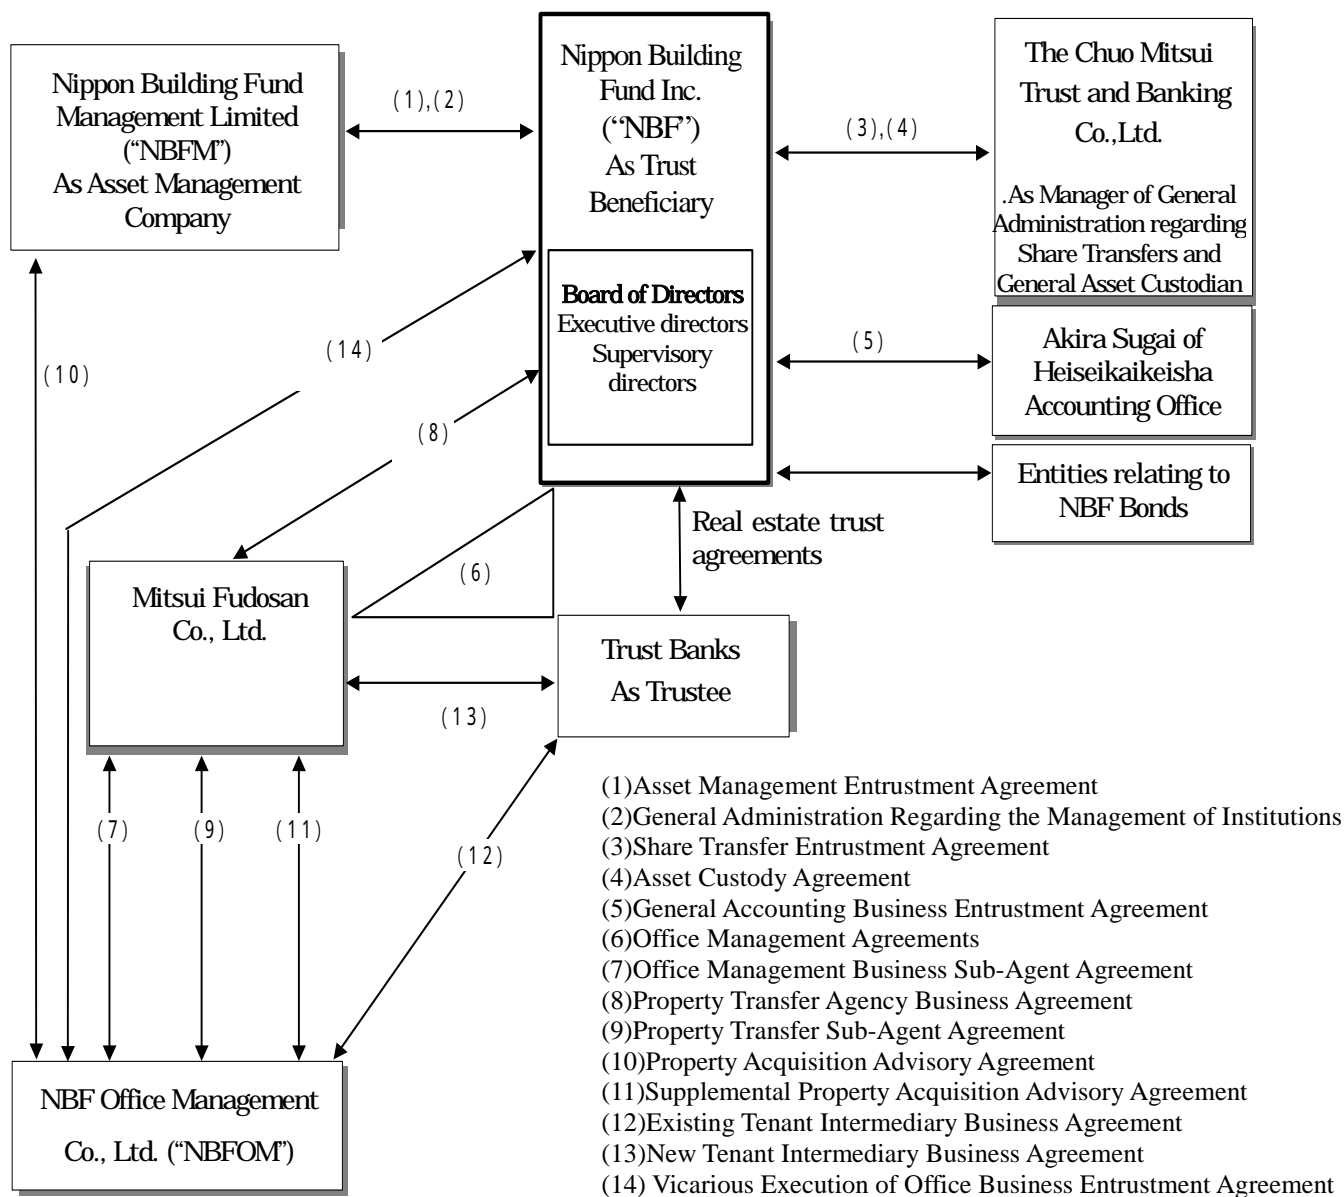 Nippon Building Fund
Management Limited
(“NBFM”)
As Asset Management
Company
(1),(2)
Nippon Building
Fund Inc.
(“NBF”)
As Trust
Beneficiary
Board of Directors
Executive directors
Supervisory
directors
(3),(4)
The Chuo Mitsui
Trust and Banking
Co.,Ltd.
.As Manager of General
Administration regarding
Share Transfers and
General Asset Custodian
(5)
Akira Sugai of
Heiseikaikeisha
Accounting Office
Entities relating to
NBF Bonds
(10)
(14)
(8)
(6)
Real estate trust
agreements
Mitsui Fudosan
Co., Ltd.
(13)
Trust Banks
As Trustee
(7)
(9)
(11)
(12)
NBF Office Management
Co., Ltd. (“NBFOM”)
(1)Asset Management Entrustment Agreement
(2)General Administration Regarding the Management of Institutions
(3)Share Transfer Entrustment Agreement
(4)Asset Custody Agreement
(5)General Accounting Business Entrustment Agreement
(6)Office Management Agreements
(7)Office Management Business Sub-Agent Agreement
(8)Property Transfer Agency Business Agreement
(9)Property Transfer Sub-Agent Agreement
(10)Property Acquisition Advisory Agreement
(11)Supplemental Property Acquisition Advisory Agreement
(12)Existing Tenant Intermediary Business Agreement
(13)New Tenant Intermediary Business Agreement
(14) Vicarious Execution of Office Business Entrustment Agreement